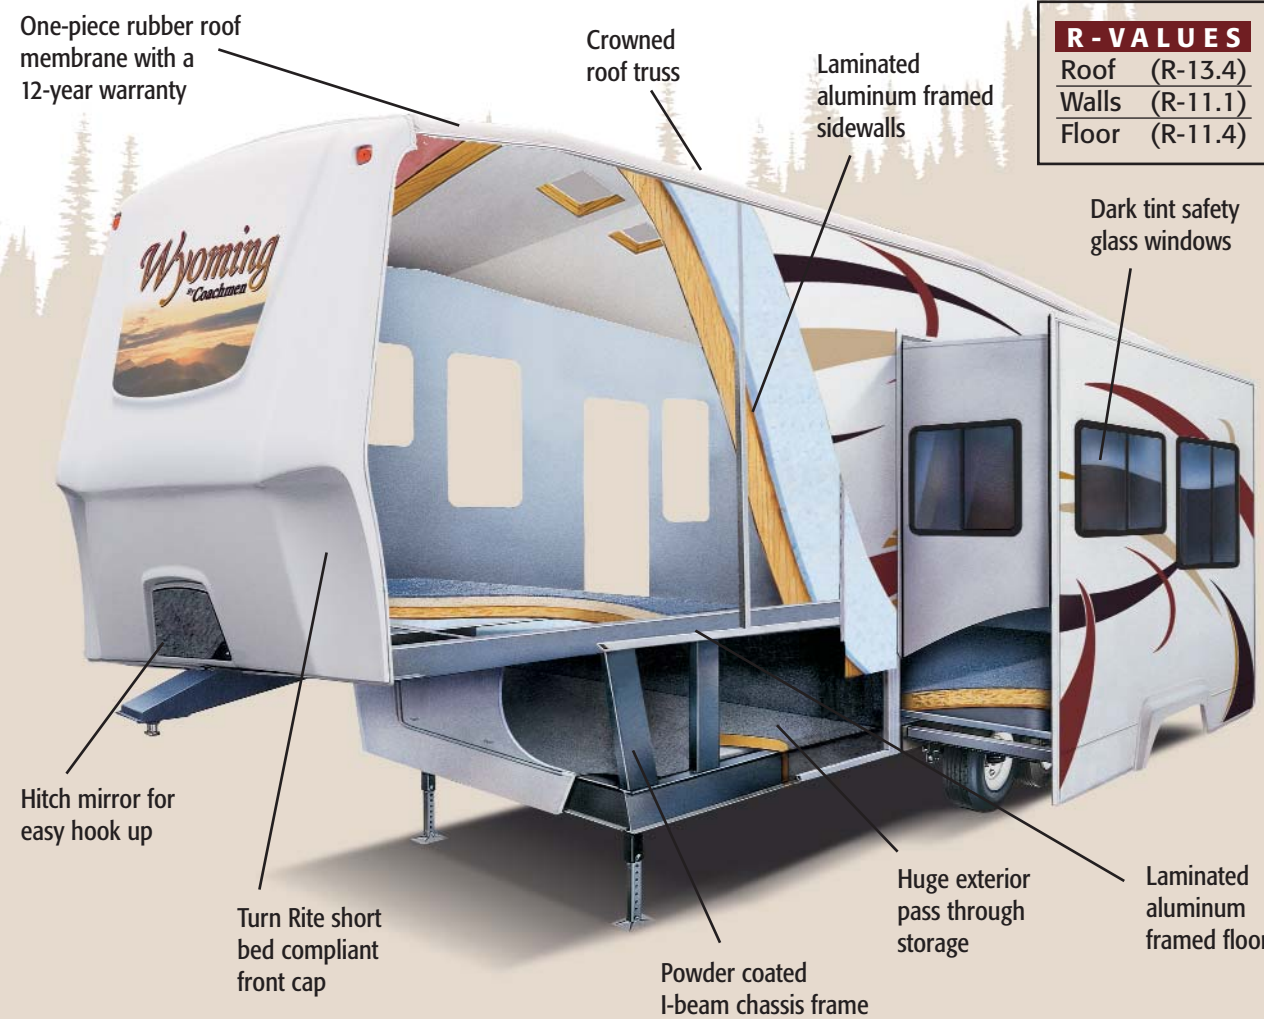 One-piece rubber roof
membrane with a
12-year warranty
Crowned
roof truss
Laminated
aluminum framed
sidewalls
R-VALUES
Roof (R-13.4)
Walls (R-11.1)
Floor (R-11.4)
Dark tint safety
glass windows
Wyoming
By Coachmen
Hitch mirror for
easy hook up
Turn Rite short
bed compliant
front cap
Powder coated
I-beam chassis frame
Huge exterior
pass through
storage
Laminated
aluminum
framed floor